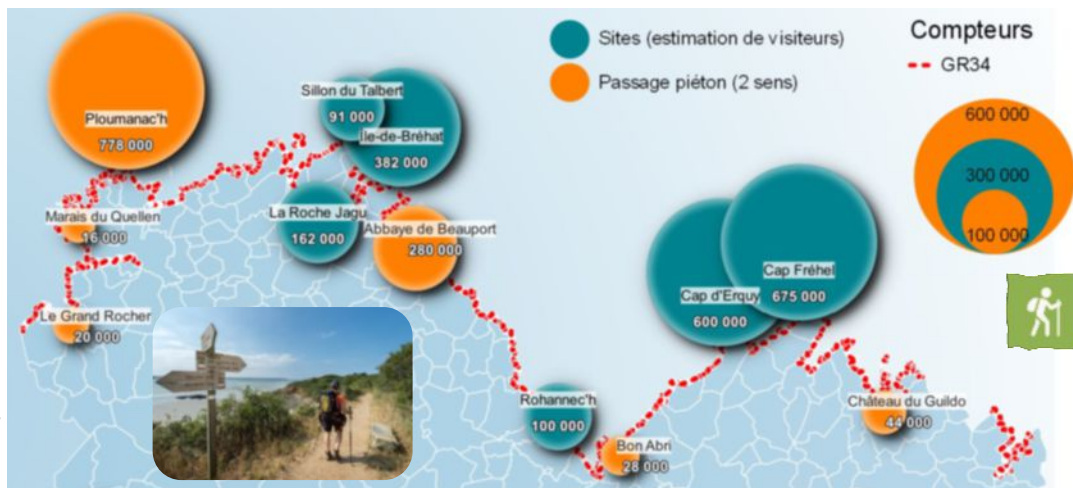 Sites (estimation de visiteurs)
Passage piéton (2 sens)
Compteurs
GR34
600 000
300 000
100 000
Ploumanac'h
778 000
Sillon du Talbert
91 000
Île-de-Bréhat
382 000
Marais du Quellen
16 000
La Roche Jagu
162 000
Abbaye de Beauport
280 000
Le Grand Rocher
20 000
Cap Fréhel
675 000
Cap d'Erquy
600 000
Rohannec'h
100 000
Bon Abri
28 000
Château du Guildo
44 000